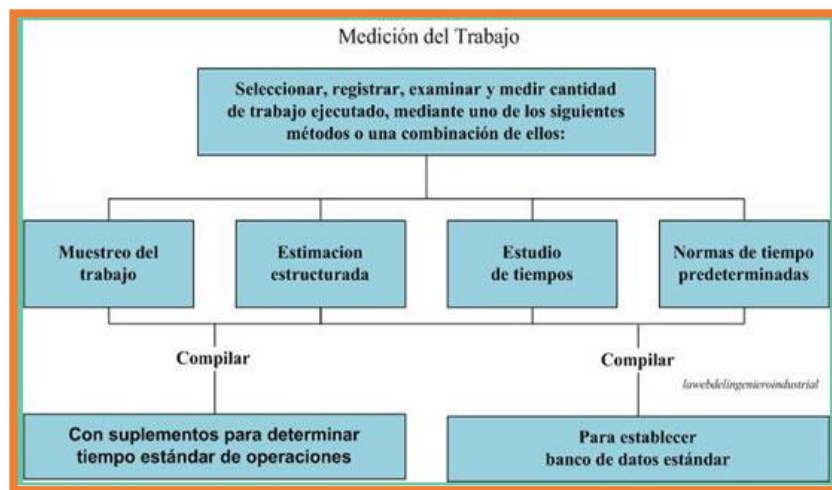 Medición del Trabajo
Seleccionar, registrar, examinar y medir cantidad
de trabajo ejecutado, mediante uno de los siguientes
métodos o una combinación de ellos:
Muestreo del
trabajo
Estimacion
estructurada
Estudio
de tiempos
Normas de tiempo
predeterminadas
Compilar
Compilar
lawebdelingenieroindustrial
Con suplementos para determinar
tiempo estándar de operaciones
Para establecer
banco de datos estándar